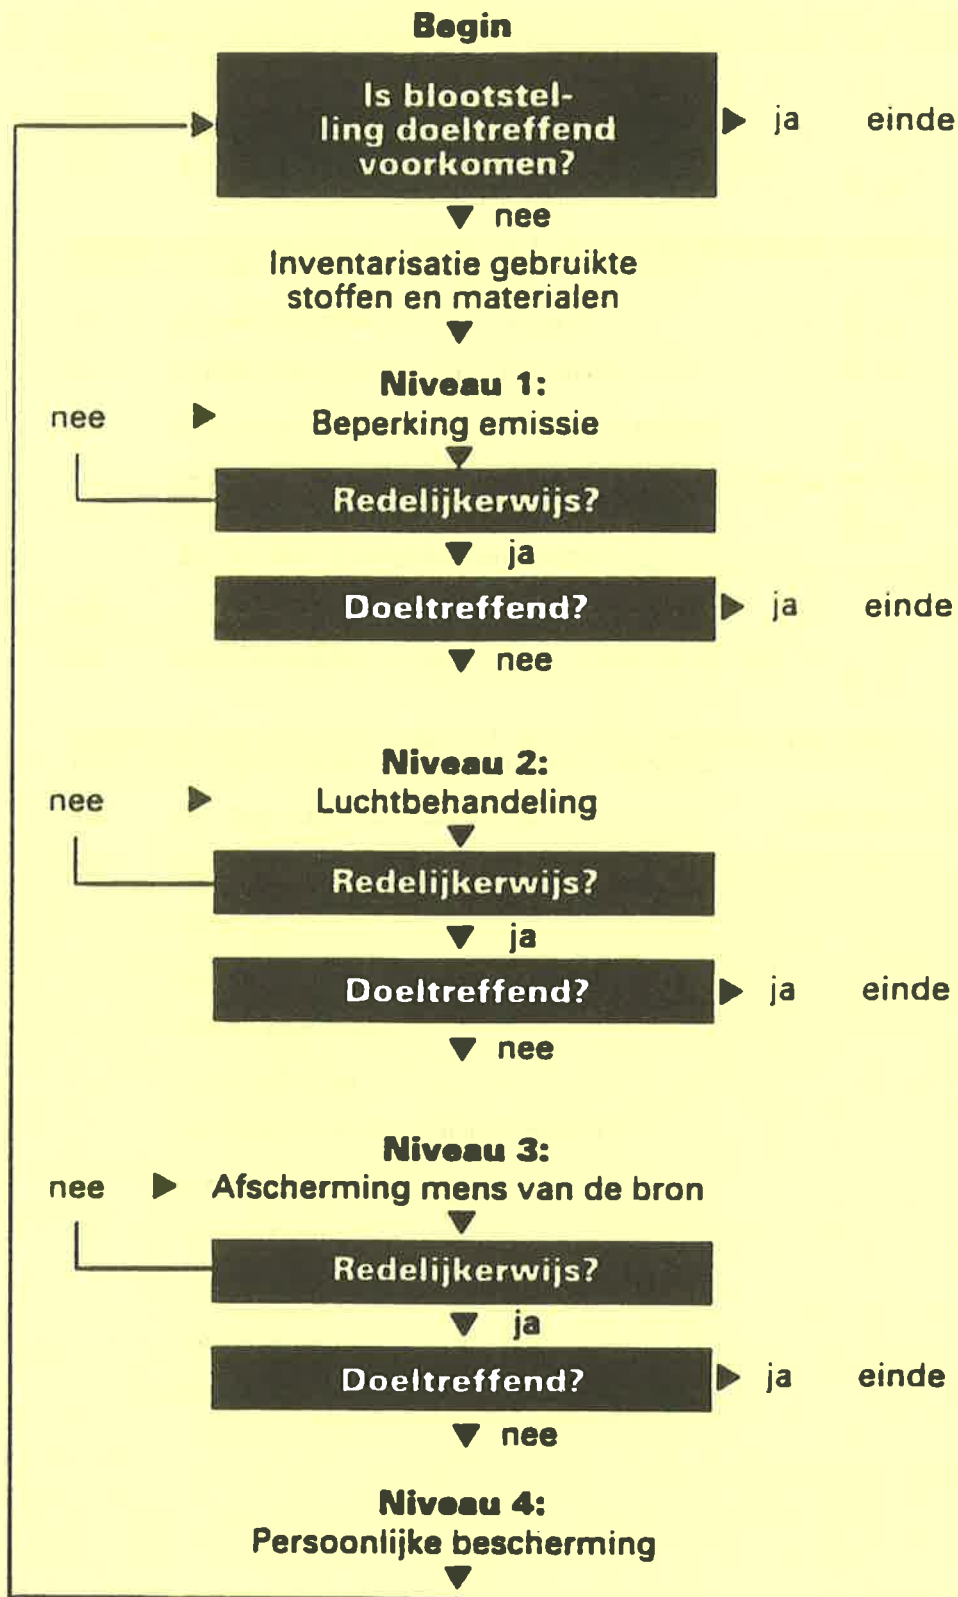 Begin
Is blootstel-
ling doeltreffend
voorkomen?
ja einde
nee
Inventarisatie gebruikte
stoffen en materialen
Niveau 1:
nee Beperking emissie
Redelijkerwijs?
ja
Doeltreffend?
ja einde
nee
Niveau 2:
nee Luchtbehandeling
Redelijkerwijs?
ja
Doeltreffend?
ja einde
nee
Niveau 3:
nee Afscherming mens van de bron
Redelijkerwijs?
ja
Doeltreffend?
ja einde
nee
Niveau 4:
Persoonlijke bescherming